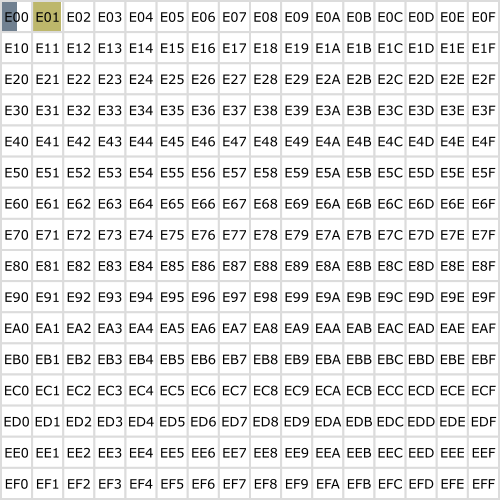 E00 E01 E02 E03 E04 E05 E06 E07 E08 E09 E0A E0B E0C E0D E0E E0F
E10 E11 E12 E13 E14 E15 E16 E17 E18 E19 E1A E1B E1C E1D E1E E1F
E20 E21 E22 E23 E24 E25 E26 E27 E28 E29 E2A E2B E2C E2D E2E E2F
E30 E31 E32 E33 E34 E35 E36 E37 E38 E39 E3A E3B E3C E3D E3E E3F
E40 E41 E42 E43 E44 E45 E46 E47 E48 E49 E4A E4B E4C E4D E4E E4F
E50 E51 E52 E53 E54 E55 E56 E57 E58 E59 E5A E5B E5C E5D E5E E5F
E60 E61 E62 E63 E64 E65 E66 E67 E68 E69 E6A E6B E6C E6D E6E E6F
E70 E71 E72 E73 E74 E75 E76 E77 E78 E79 E7A E7B E7C E7D E7E E7F
E80 E81 E82 E83 E84 E85 E86 E87 E88 E89 E8A E8B E8C E8D E8E E8F
E90 E91 E92 E93 E94 E95 E96 E97 E98 E99 E9A E9B E9C E9D E9E E9F
EA0 EA1 EA2 EA3 EA4 EA5 EA6 EA7 EA8 EA9 EAA EAB EAC EAD EAE EAF
EB0 EB1 EB2 EB3 EB4 EB5 EB6 EB7 EB8 EB9 EBA EBB EBC EBD EBE EBF
EC0 EC1 EC2 EC3 EC4 EC5 EC6 EC7 EC8 EC9 ECA ECB ECC ECD ECE ECF
ED0 ED1 ED2 ED3 ED4 ED5 ED6 ED7 ED8 ED9 EDA EDB EDC EDD EDE EDF
EE0 EE1 EE2 EE3 EE4 EE5 EE6 EE7 EE8 EE9 EEA EEB EEC EED EEE EEF
EF0 EF1 EF2 EF3 EF4 EF5 EF6 EF7 EF8 EF9 EFA EFB EFC EFD EFE EFF